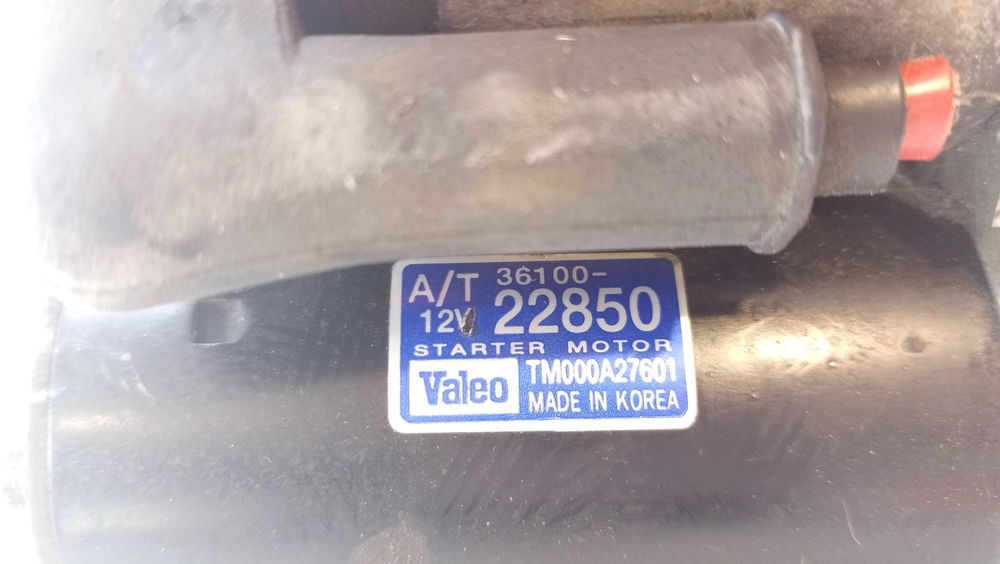 A/T 36100-
12V 22850
STARTER MOTOR
Valeo TM000A27601
MADE IN KOREA